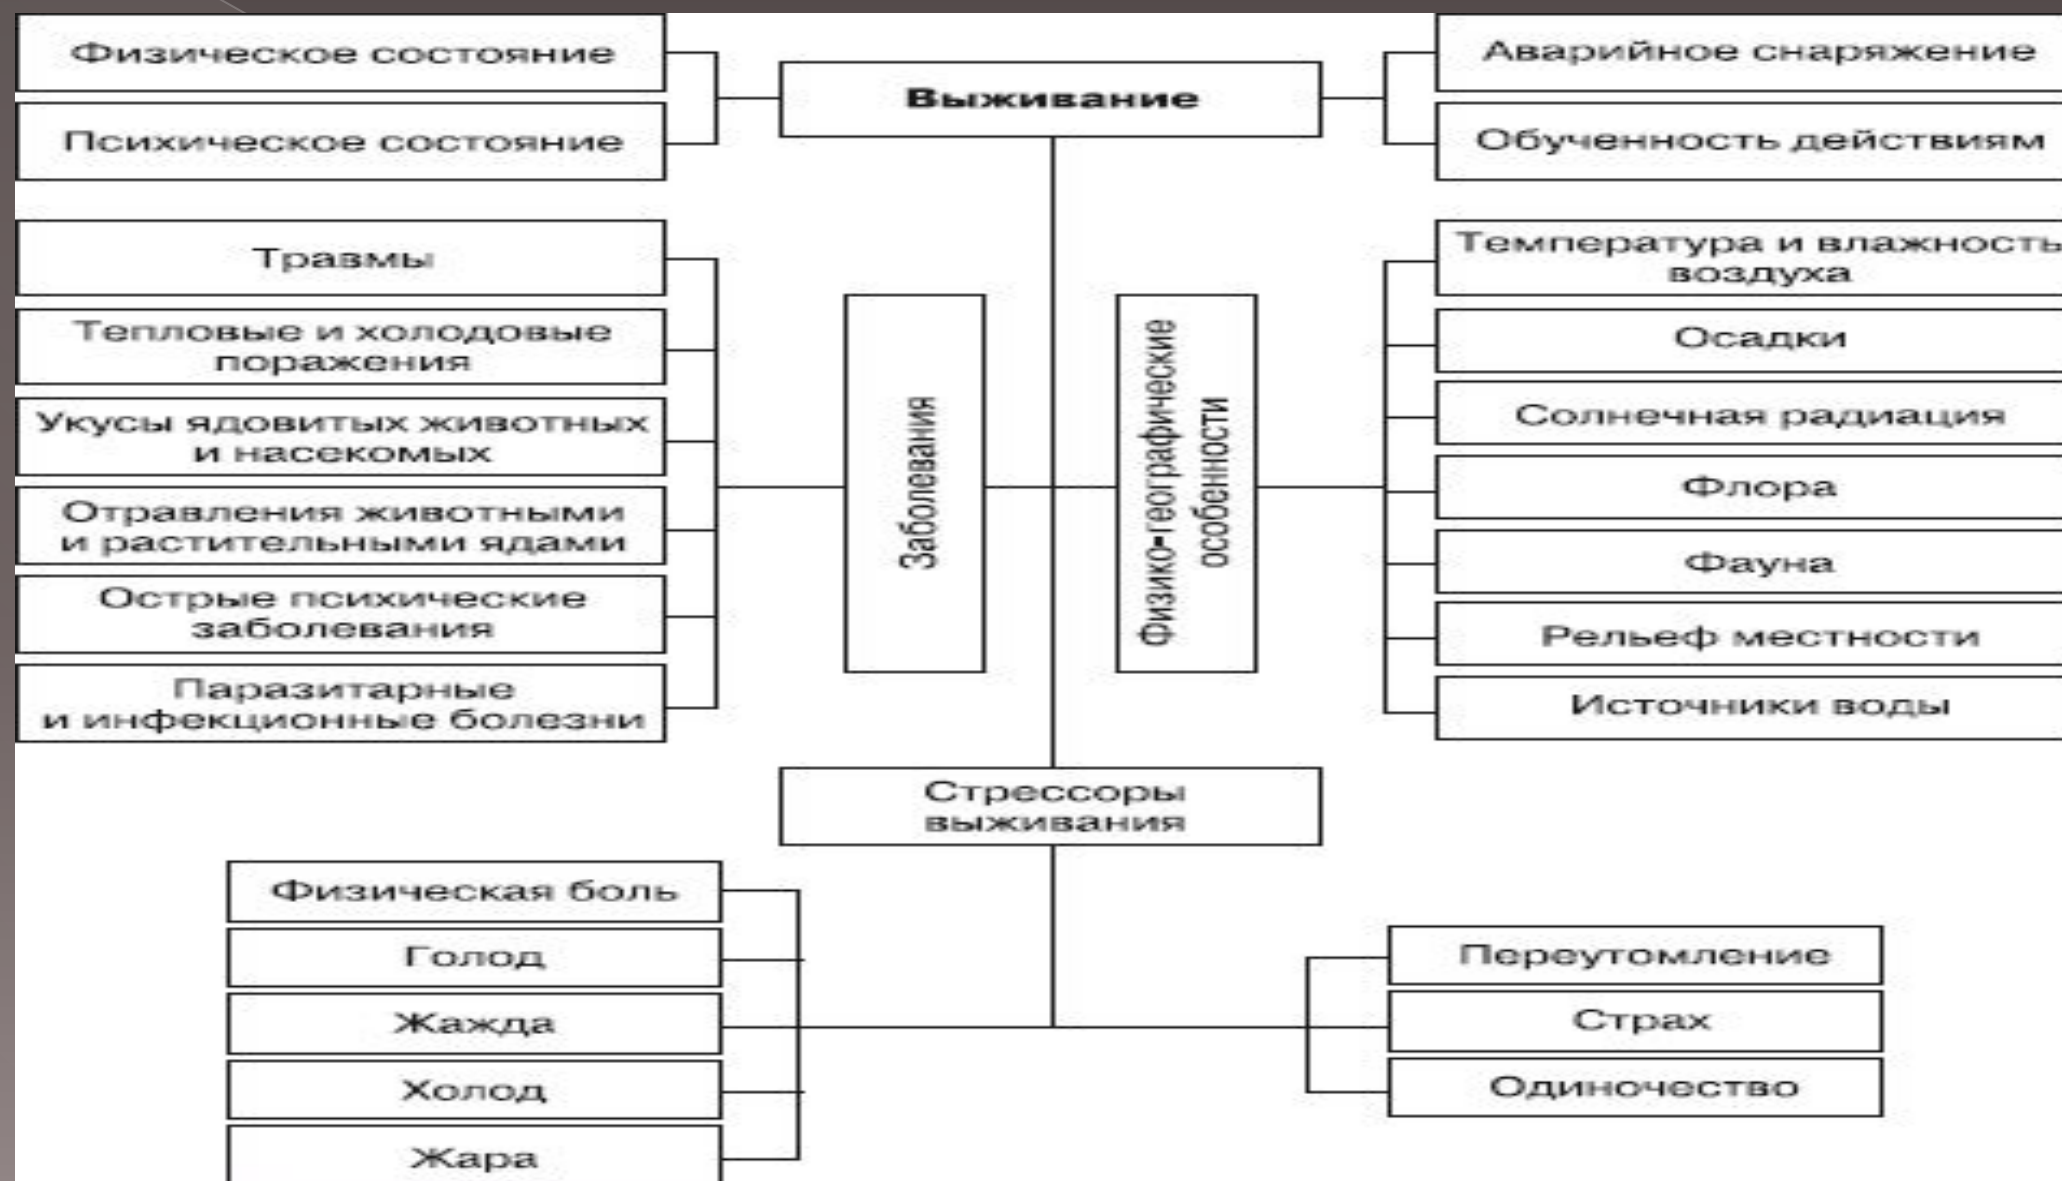 Физическое состояние
Психическое состояние
Выживание
Аварийное снаряжение
Обученность действиям
Травмы
Тепловые и холодовые
поражения
Укусы ядовитых животных
и насекомых
Отравления животными
и растительными ядами
Острые психические
заболевания
Паразитарные
и инфекционные болезни
Заболевания
Физико-географические
особенности
Температура и влажность
воздуха
Осадки
Солнечная радиация
Флора
Фауна
Рельеф местности
Источники воды
Стрессоры
выживания
Физическая боль
Голод
Жажда
Холод
Жара
Переутомление
Страх
Одиночество